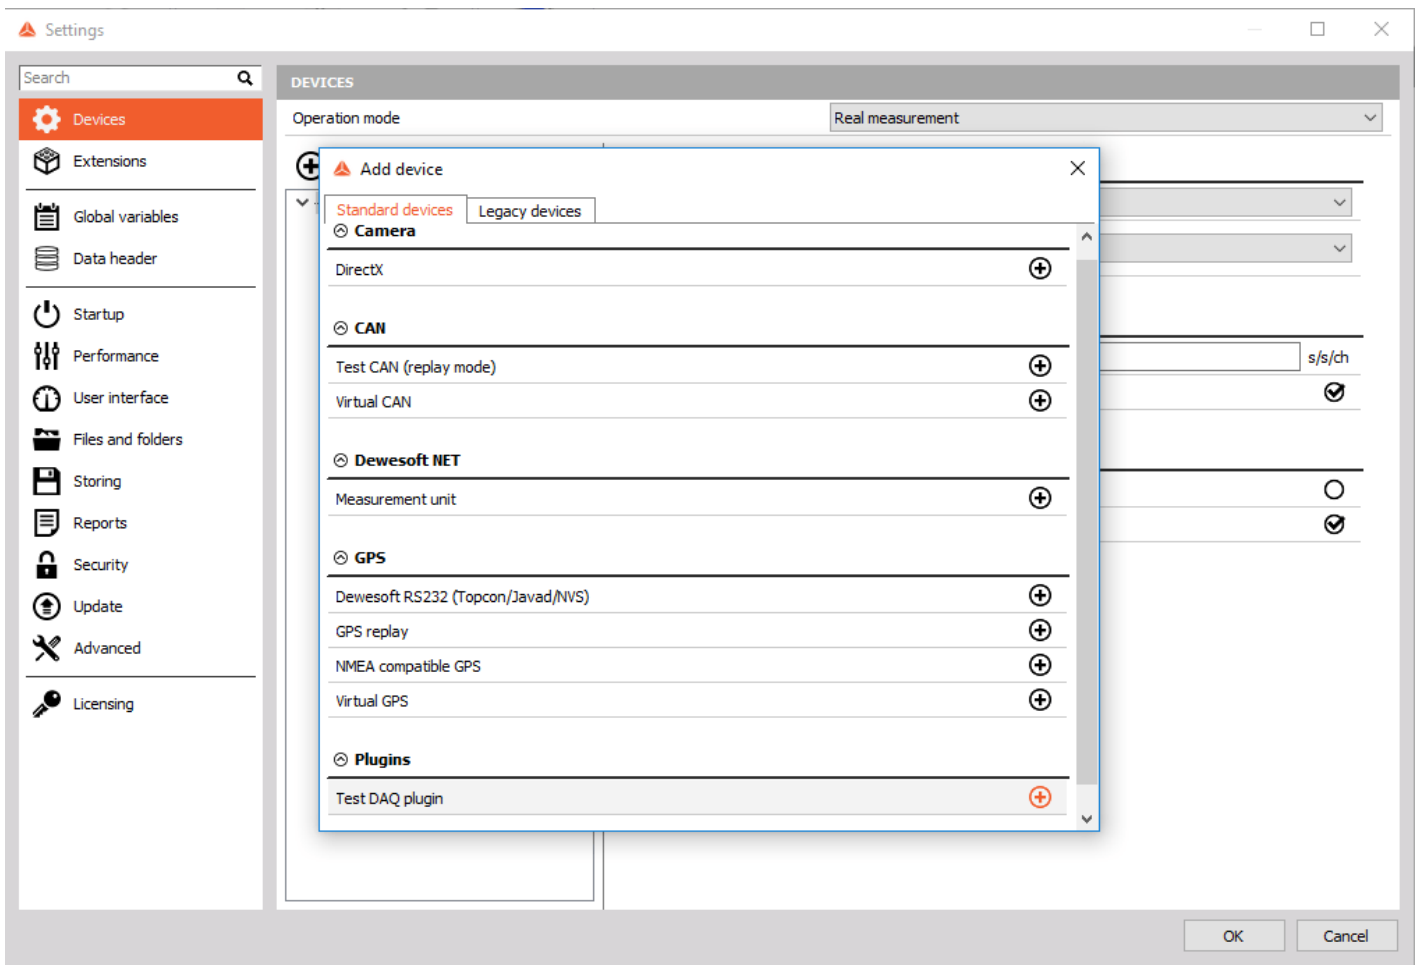 Settings
Search
DEVICES
Devices
Operation mode
Real measurement
Extensions
Global variables
Data header
Startup
Performance
User interface
Files and folders
Storing
Reports
Security
Update
Advanced
Licensing
Add device
Standard devices
Legacy devices
Camera
DirectX
CAN
Test CAN (replay mode)
Virtual CAN
Dewesoft NET
Measurement unit
GPS
Dewesoft RS232 (Topcon/Javad/NVS)
GPS replay
NMEA compatible GPS
Virtual GPS
Plugins
Test DAQ plugin
s/s/ch
OK
Cancel